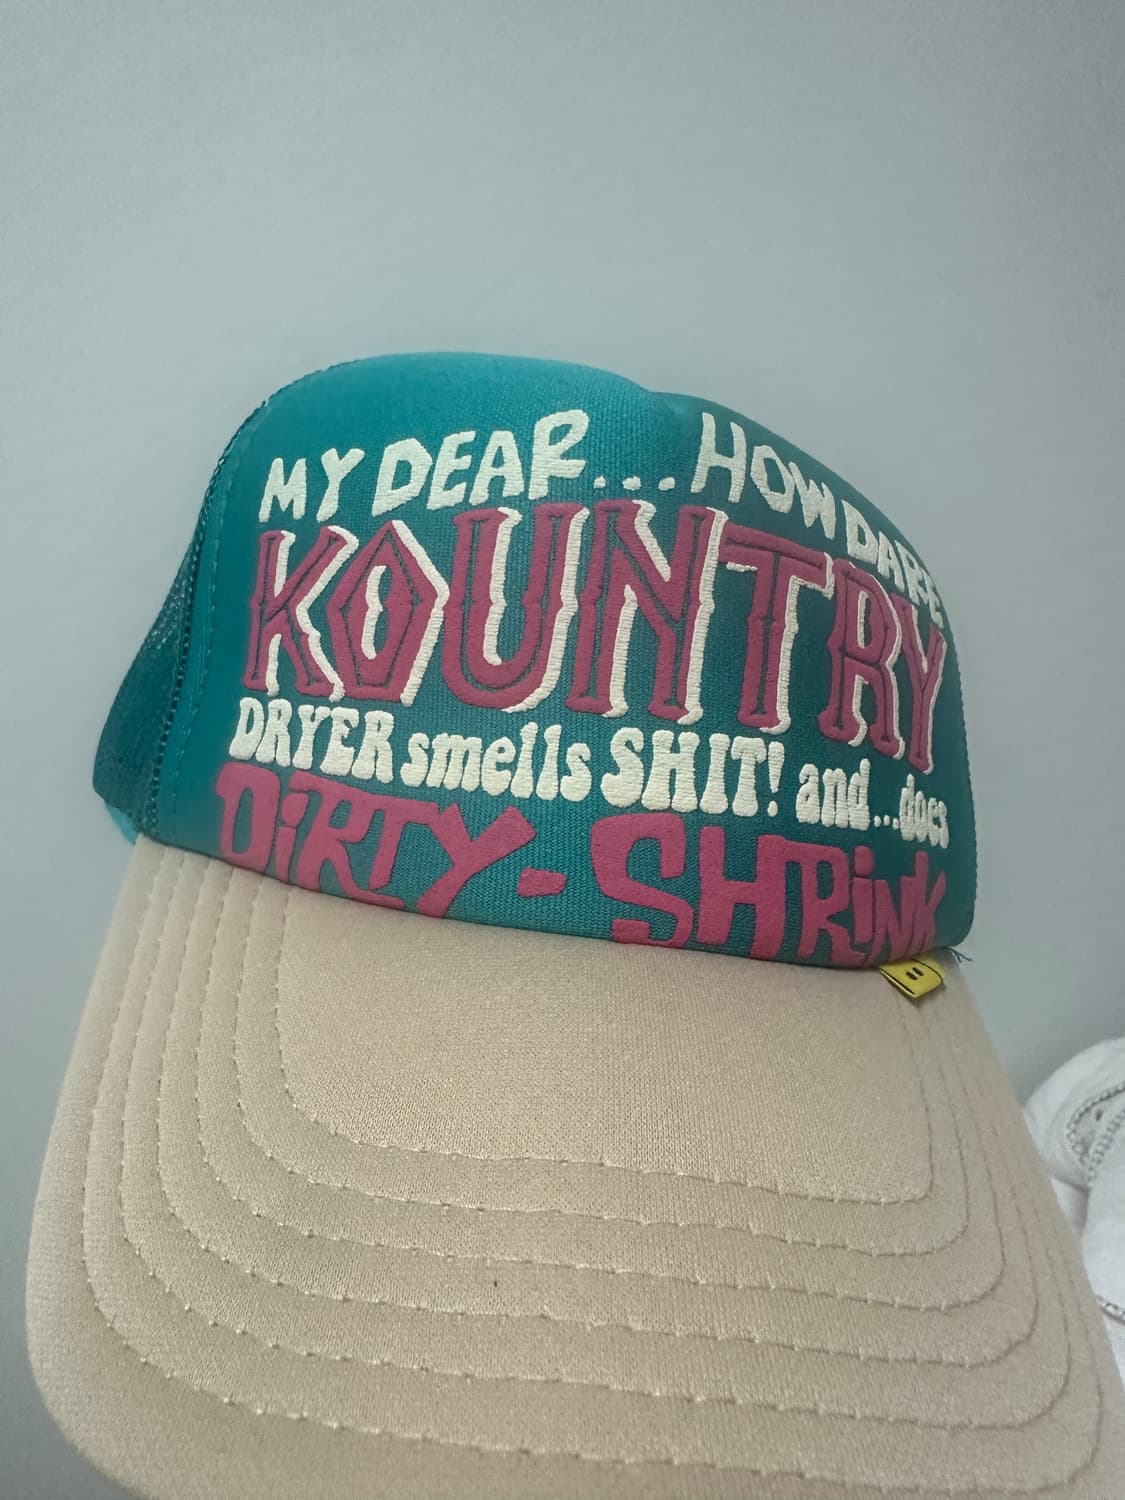 MY DEAR...HOW DARE
KOUNTRY
DRYER smells SHIT! and...does
DiRTY-SHRiNK